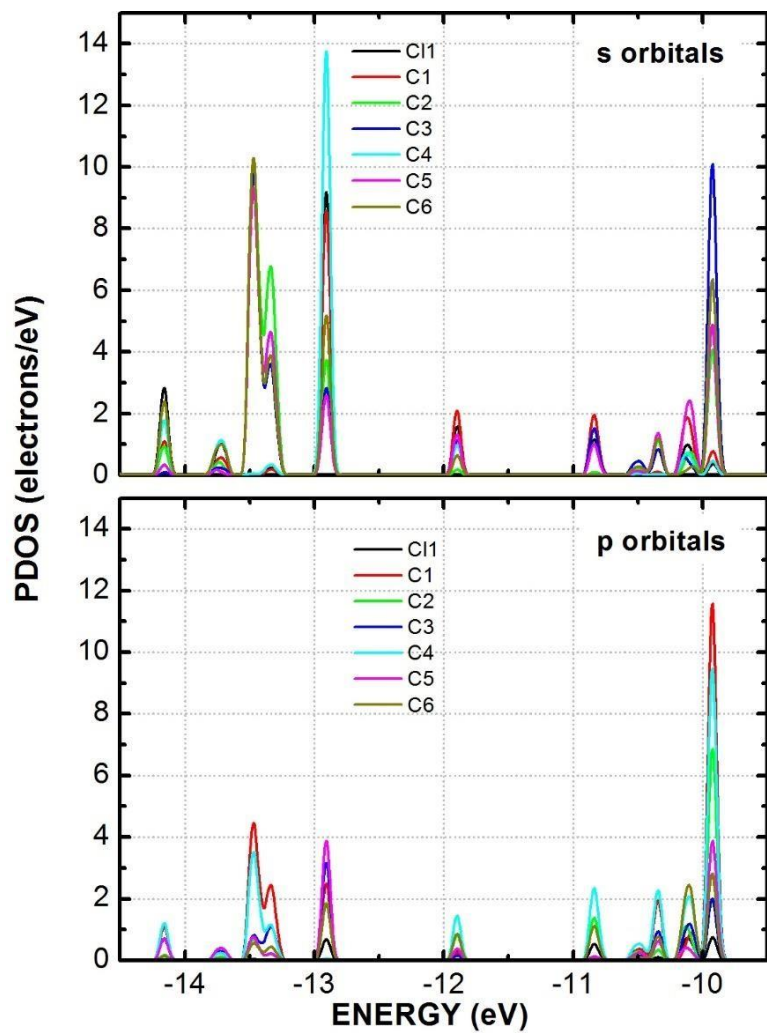 s orbitals
14
12
10
8
6
4
2
0
Cl1
C1
C2
C3
C4
C5
C6
PDOS (electrons/eV)
p orbitals
14
12
10
8
6
4
2
0
Cl1
C1
C2
C3
C4
C5
C6
-14 -13 -12 -11 -10
ENERGY (eV)